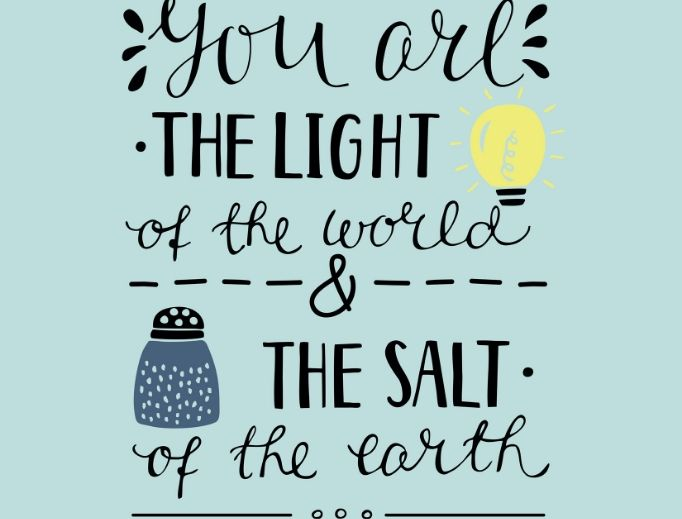 You are
THE LIGHT
of the world
&
THE SALT
of the earth